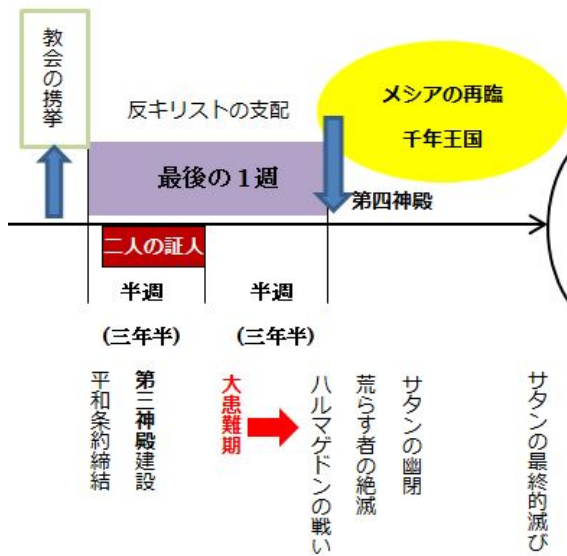 教会の携挙
反キリストの支配
最後の1週
メシアの再臨
千年王国
第四神殿
二人の証人
半週
(三年半)
半週
(三年半)
平和条約締結
第三神殿建設
大患難期
ハルマゲドンの戦い
荒らす者の絶滅
サタンの幽閉
サタンの最終的滅び